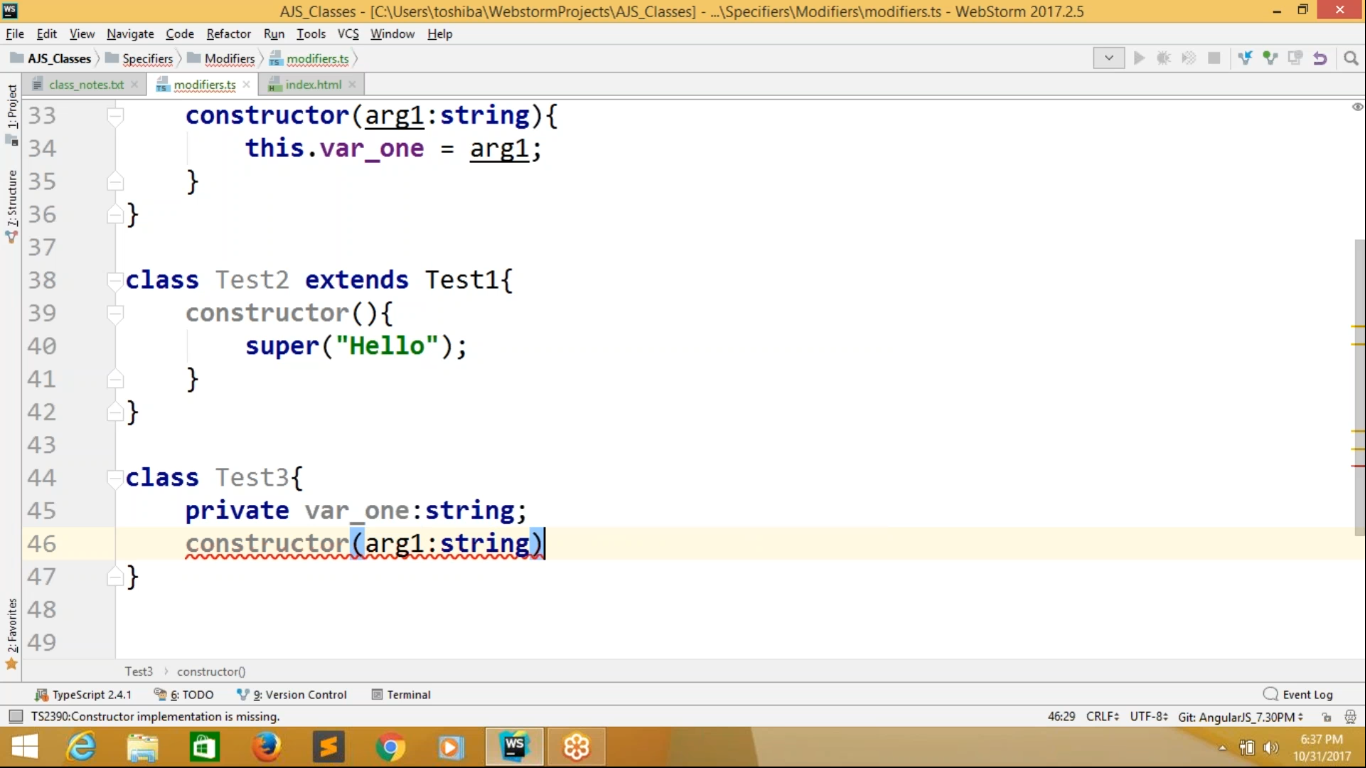 AJS_Classes - [C:\Users\toshiba\WebstormProjects\AJS_Classes] - ...\Specifiers\Modifiers\modifiers.ts - WebStorm 2017.2.5
File Edit View Navigate Code Refactor Run Tools VCS Window Help
AJS_Classes Specifiers Modifiers modifiers.ts
class_notes.txt modifiers.ts index.html
1: Project
7: Structure
2: Favorites
33 constructor(arg1:string){
34 this.var_one = arg1;
35 }
36 }
37
38 class Test2 extends Test1{
39 constructor(){
40 super("Hello");
41 }
42 }
43
44 class Test3{
45 private var_one:string;
46 constructor(arg1:string)
47 }
48
49
Test3 constructor()
TypeScript 2.4.1 6: TODO 9: Version Control Terminal Event Log
TS2390:Constructor implementation is missing. 46:29 CRLF UTF-8 Git: AngularJS_7.30PM
6:37 PM
10/31/2017